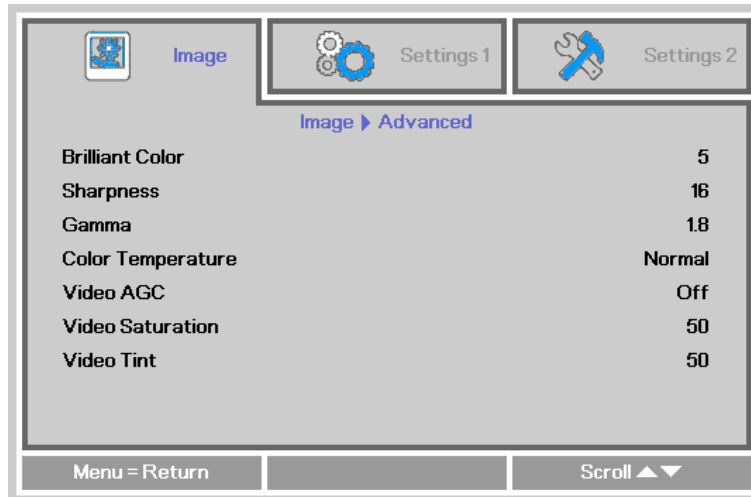 Image Settings 1 Settings 2
Image ▶ Advanced
Brilliant Color 5
Sharpness 16
Gamma 1.8
Color Temperature Normal
Video AGC Off
Video Saturation 50
Video Tint 50
Menu = Return Scroll ▲▼